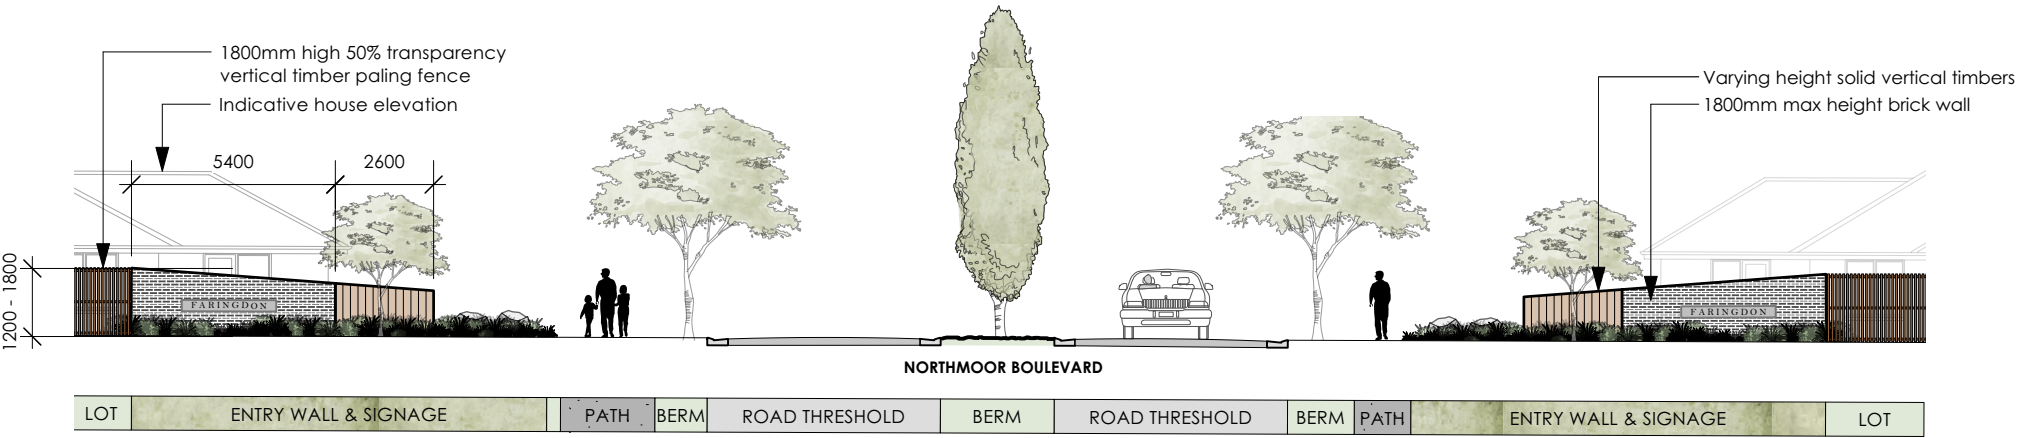 1800mm high 50% transparency
vertical timber paling fence
Indicative house elevation
Varying height solid vertical timbers
1800mm max height brick wall
5400
2600
1200 - 1800
FARINGDON
FARINGDON
NORTHMOOR BOULEVARD
LOT
ENTRY WALL & SIGNAGE
PATH
BERM
ROAD THRESHOLD
BERM
ROAD THRESHOLD
BERM
PATH
ENTRY WALL & SIGNAGE
LOT